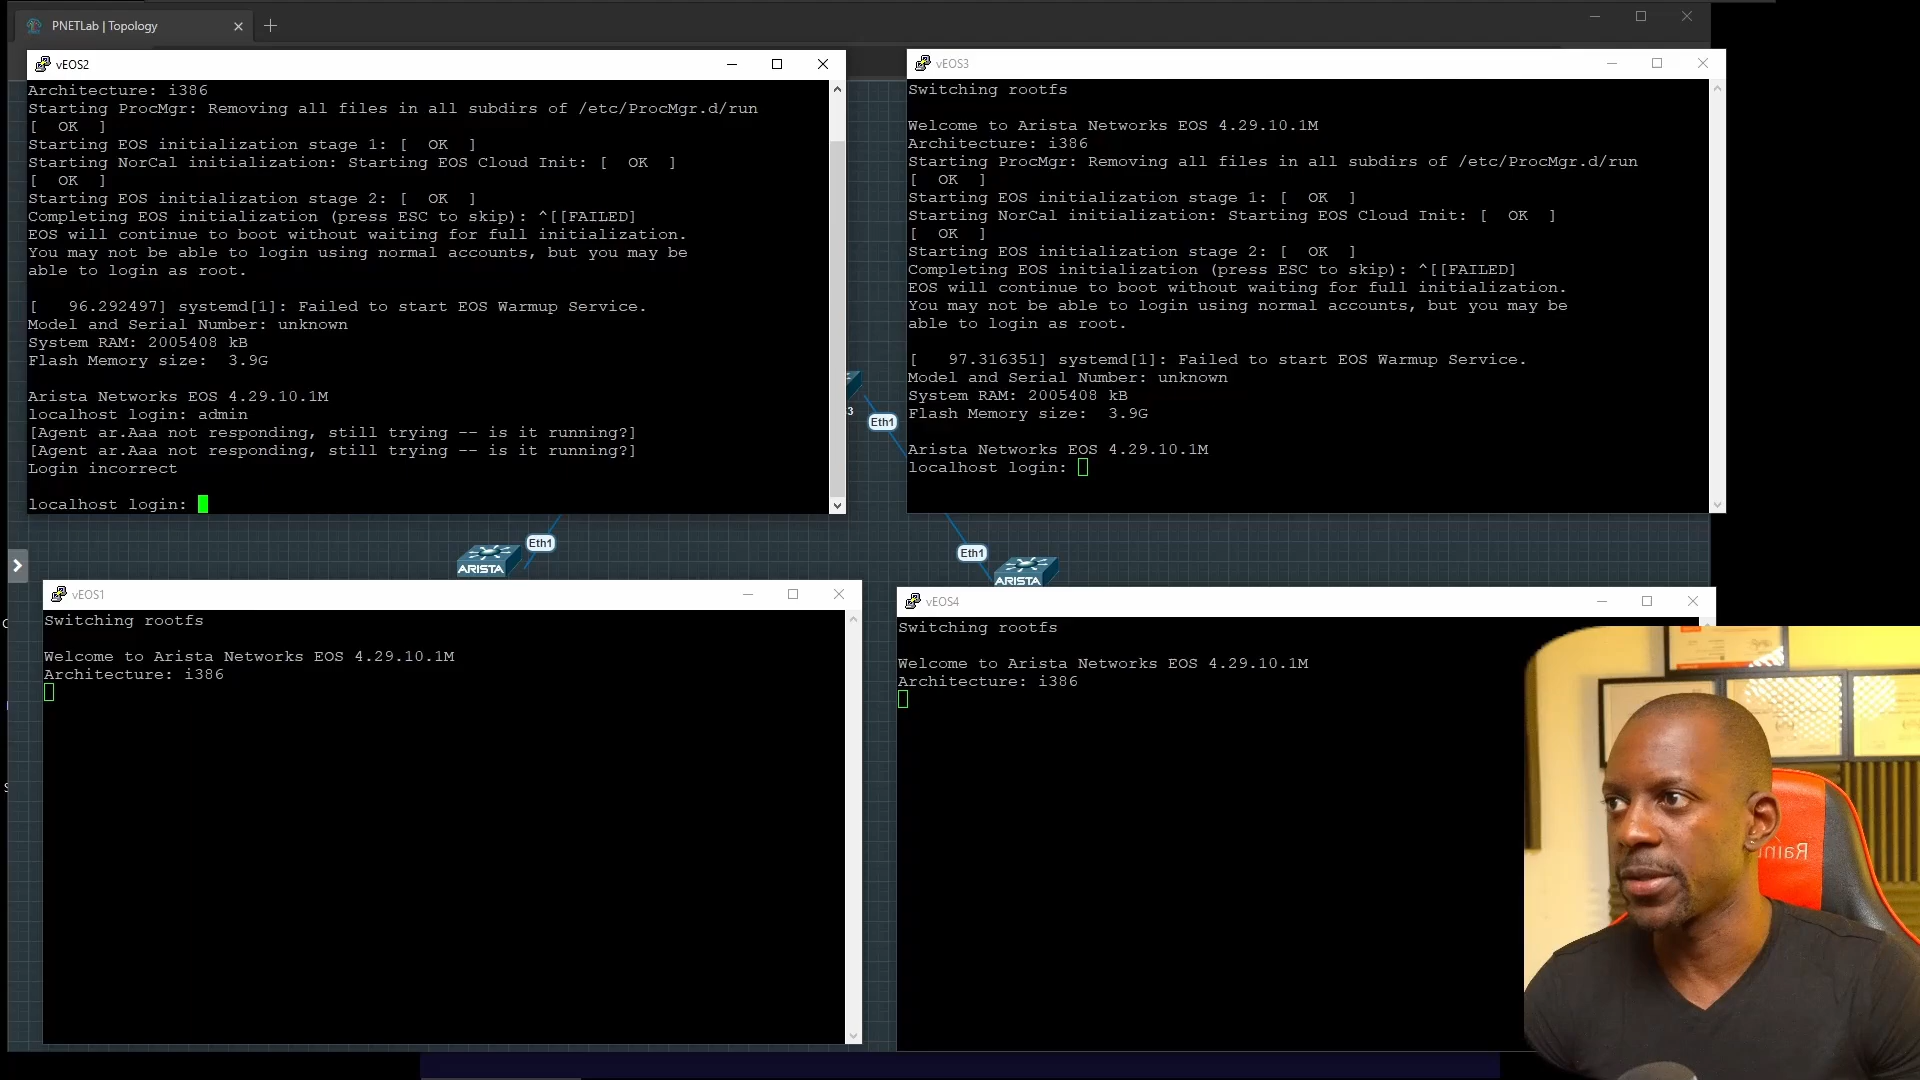 PNETLab | Topology
vEOS2
Architecture: i386
Starting ProcMgr: Removing all files in all subdirs of /etc/ProcMgr.d/run
[  OK  ]
Starting EOS initialization stage 1: [  OK  ]
Starting NorCal initialization: Starting EOS Cloud Init: [  OK  ]
[  OK  ]
Starting EOS initialization stage 2: [  OK  ]
Completing EOS initialization (press ESC to skip): ^[[FAILED]
EOS will continue to boot without waiting for full initialization.
You may not be able to login using normal accounts, but you may be
able to login as root.
[   96.292497] systemd[1]: Failed to start EOS Warmup Service.
Model and Serial Number: unknown
System RAM: 2005408 kB
Flash Memory size:  3.9G
Arista Networks EOS 4.29.10.1M
localhost login: admin
[Agent ar.Aaa not responding, still trying -- is it running?]
[Agent ar.Aaa not responding, still trying -- is it running?]
Login incorrect
localhost login:
vEOS3
Switching rootfs
Welcome to Arista Networks EOS 4.29.10.1M
Architecture: i386
Starting ProcMgr: Removing all files in all subdirs of /etc/ProcMgr.d/run
[  OK  ]
Starting EOS initialization stage 1: [  OK  ]
Starting NorCal initialization: Starting EOS Cloud Init: [  OK  ]
[  OK  ]
Starting EOS initialization stage 2: [  OK  ]
Completing EOS initialization (press ESC to skip): ^[[FAILED]
EOS will continue to boot without waiting for full initialization.
You may not be able to login using normal accounts, but you may be
able to login as root.
[   97.316351] systemd[1]: Failed to start EOS Warmup Service.
Model and Serial Number: unknown
System RAM: 2005408 kB
Flash Memory size:  3.9G
Arista Networks EOS 4.29.10.1M
localhost login:
3
Eth1
Eth1
ARISTA
Eth1
ARISTA
vEOS1
Switching rootfs
Welcome to Arista Networks EOS 4.29.10.1M
Architecture: i386
vEOS4
Switching rootfs
Welcome to Arista Networks EOS 4.29.10.1M
Architecture: i386